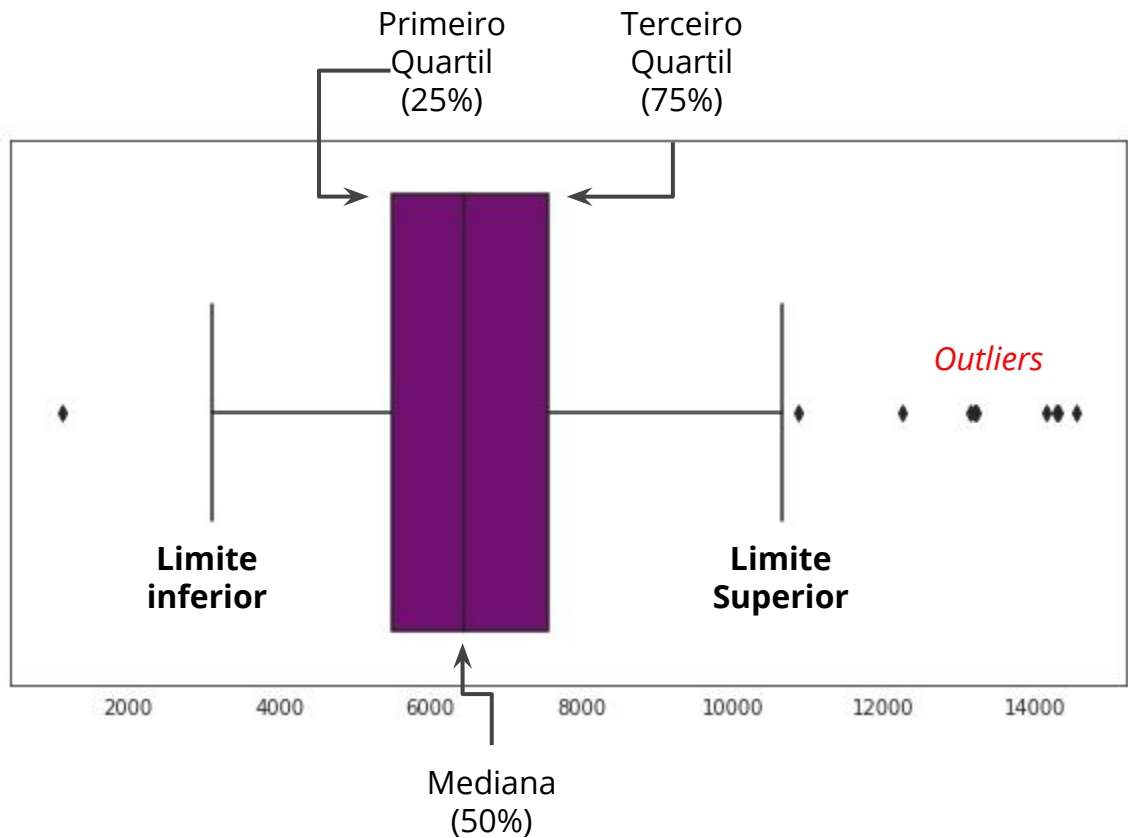 Primeiro
Quartil
(25%)
Terceiro
Quartil
(75%)
Outliers
Limite
inferior
Limite
Superior
2000 4000 6000 8000 10000 12000 14000
Mediana
(50%)